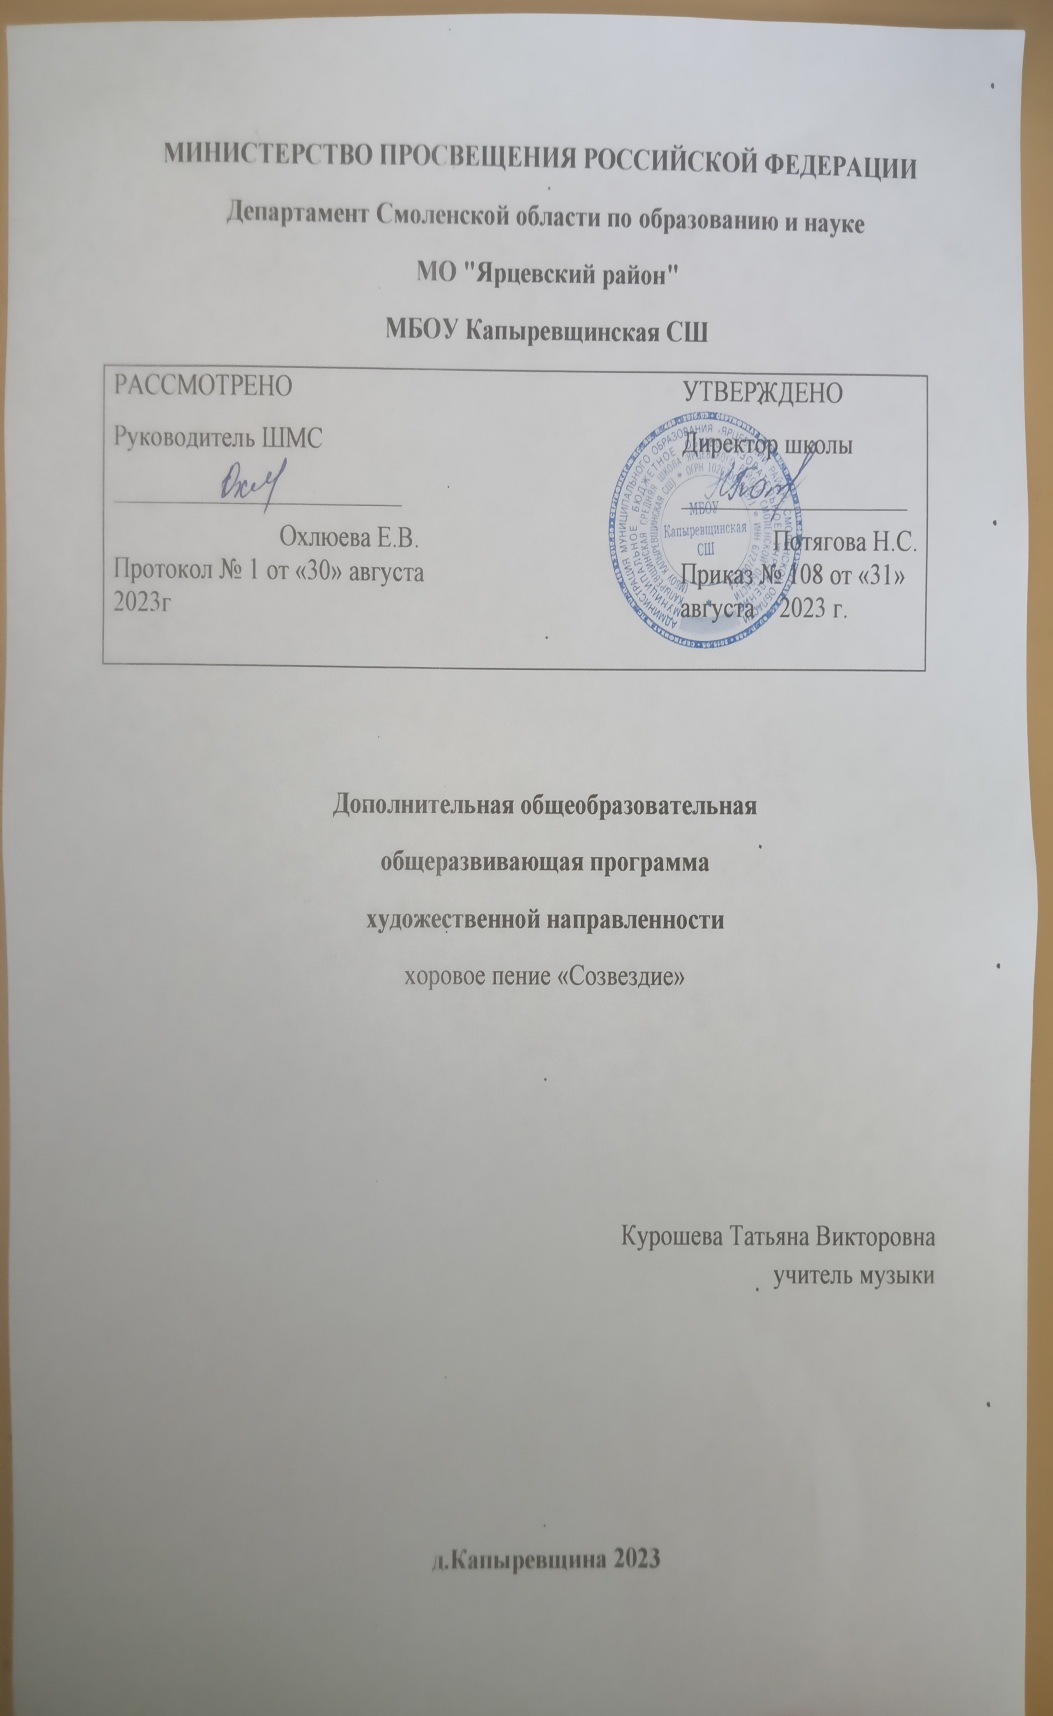 МИНИСТЕРСТВО ПРОСВЕЩЕНИЯ РОССИЙСКОЙ ФЕДЕРАЦИИ
Департамент Смоленской области по образованию и науке
МО "Ярцевский район"
МБОУ Капыревщинская СШ
РАССМОТРЕНО
Руководитель ШМС
Охлюева Е.В.
Протокол № 1 от «30» августа
2023г
УТВЕРЖДЕНО
Директор школы
МБОУ
Капыревщинская
СШ
Потягова Н.С.
Приказ № 108 от «31»
августа 2023 г.
Дополнительная общеобразовательная
общеразвивающая программа
художественной направленности
хоровое пение «Созвездие»
Курошева Татьяна Викторовна
учитель музыки
д.Капыревщина 2023